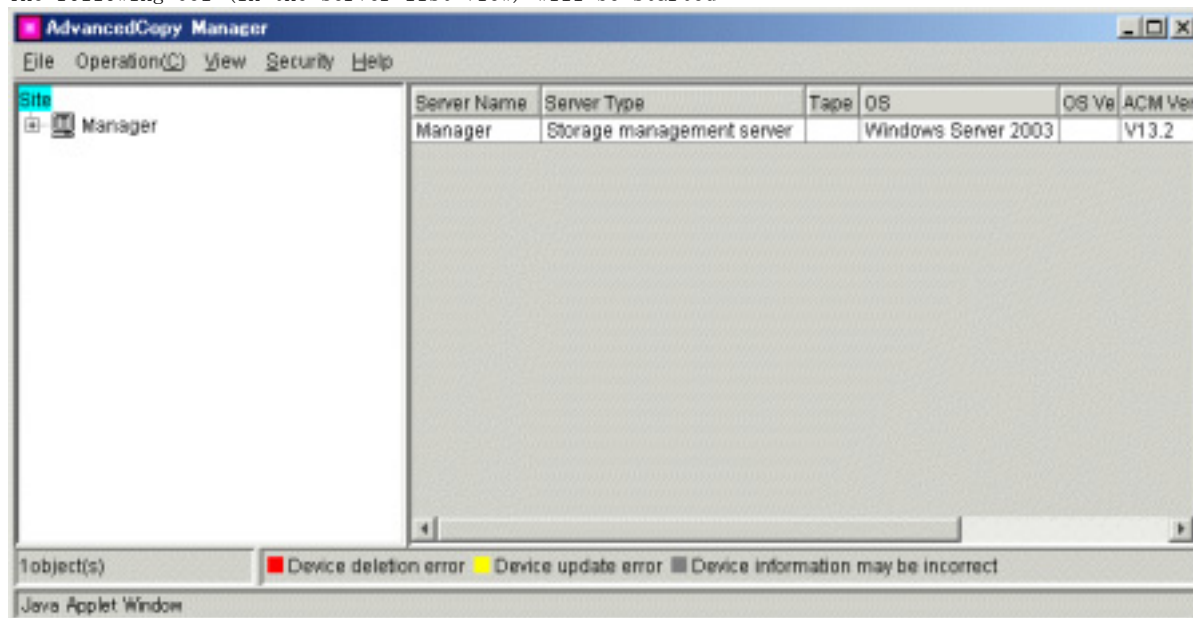 AdvancedCopy Manager
File Operation(C) View Security Help
Site
Manager
Server Name Server Type Tape OS OS Ve ACM Ver
Manager Storage management server Windows Server 2003 V13.2
1object(s) Device deletion error Device update error Device information may be incorrect
Java Applet Window